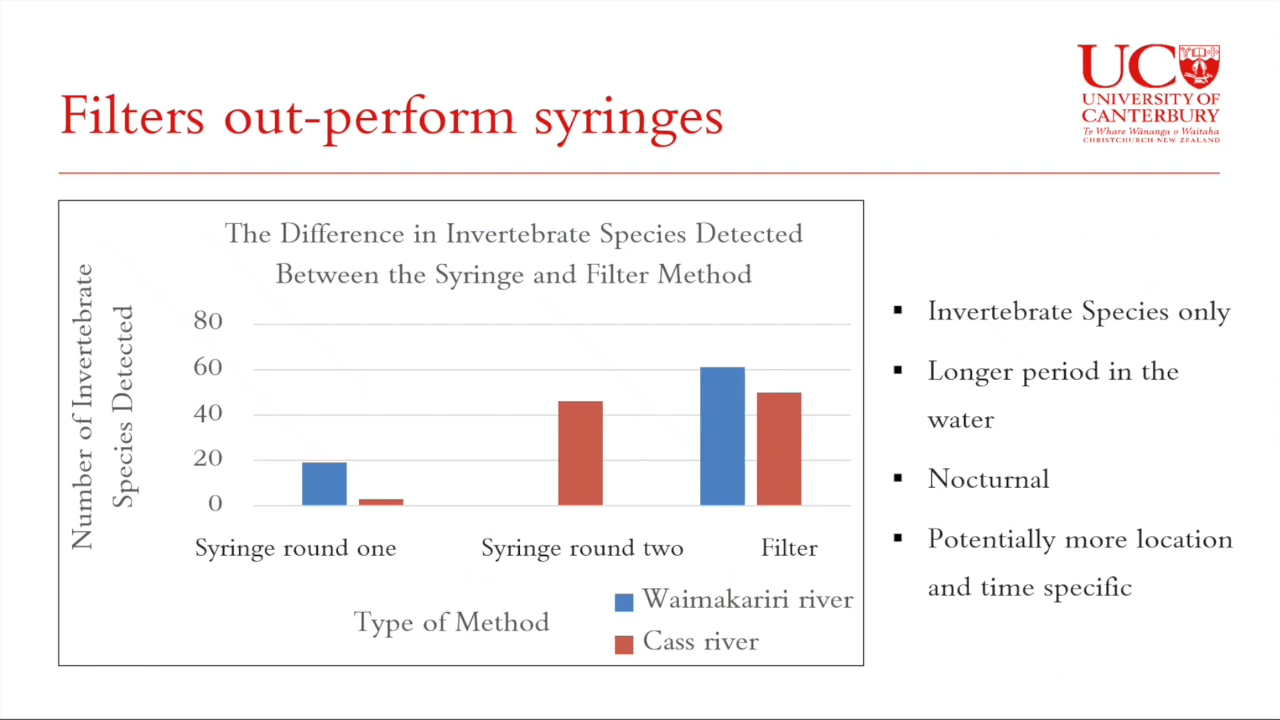 Filters out-perform syringes
UC
UNIVERSITY OF
CANTERBURY
Te Whare Wānanga o Waitaha
CHRISTCHURCH NEW ZEALAND
The Difference in Invertebrate Species Detected
Between the Syringe and Filter Method
Number of Invertebrate
Species Detected
80
60
40
20
0
Syringe round one
Syringe round two
Filter
Type of Method
Waimakariri river
Cass river
▪ Invertebrate Species only
▪ Longer period in the
water
▪ Nocturnal
▪ Potentially more location
and time specific